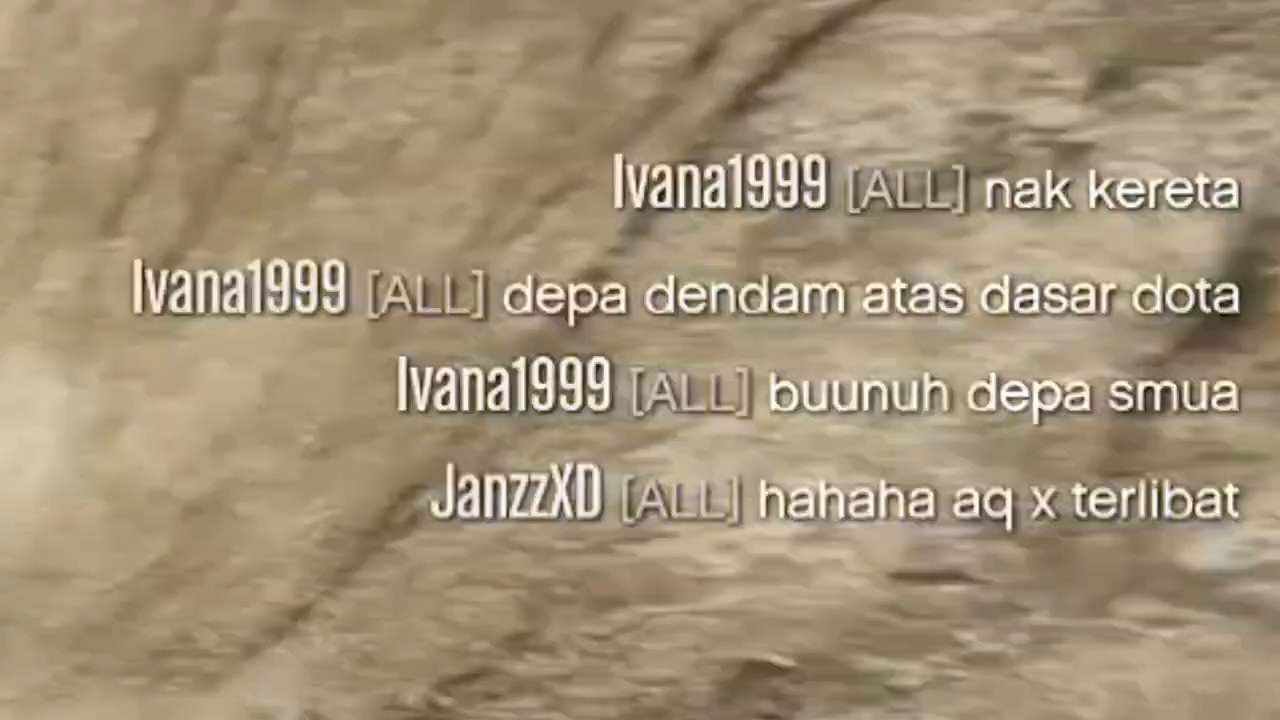 Ivana1999 [ALL] nak kereta
Ivana1999 [ALL] depa dendam atas dasar dota
Ivana1999 [ALL] buunuh depa smua
JanzzXD [ALL] hahaha aq x terlibat